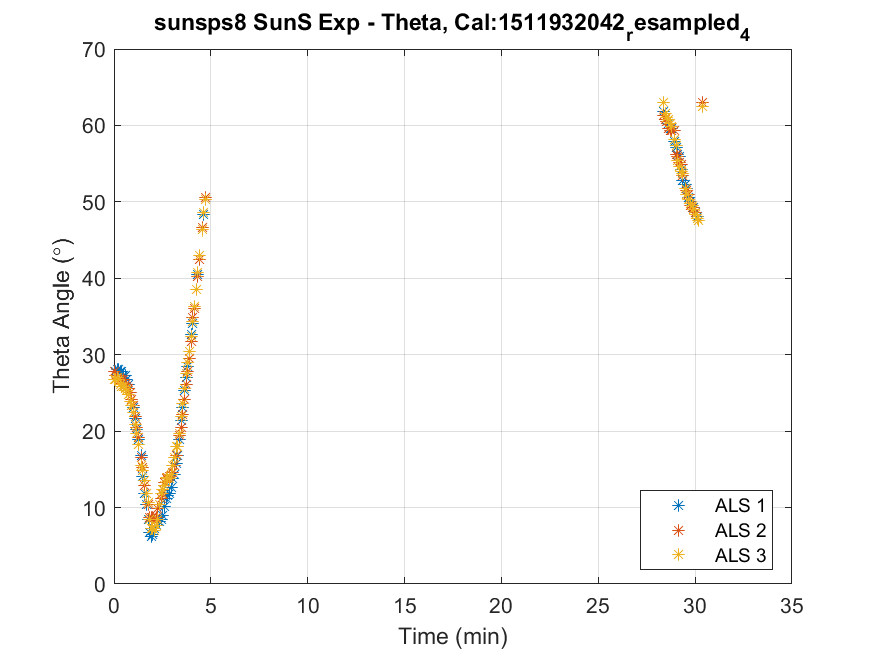 sunsps8 SunS Exp - Theta, Cal:1511932042_resampled_4
70
60
50
40
30
20
10
0
Theta Angle (°)
0 5 10 15 20 25 30 35
Time (min)
ALS 1
ALS 2
ALS 3